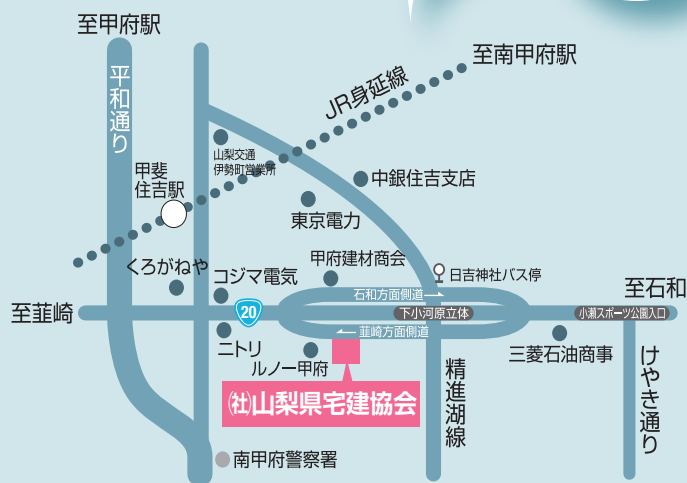 至甲府駅
至南甲府駅
JR身延線
平和通り
山梨交通
伊勢町営業所
甲斐
住吉駅
中銀住吉支店
東京電力
くろがねや
コジマ電気
甲府建材商会
日吉神社バス停
至石和
石和方面側道
至韮崎
20
下小河原立体
小瀬スポーツ公園入口
韮崎方面側道
ニトリ
ルノー甲府
三菱石油商事
けやき通り
精進湖線
㈳山梨県宅建協会
南甲府警察署